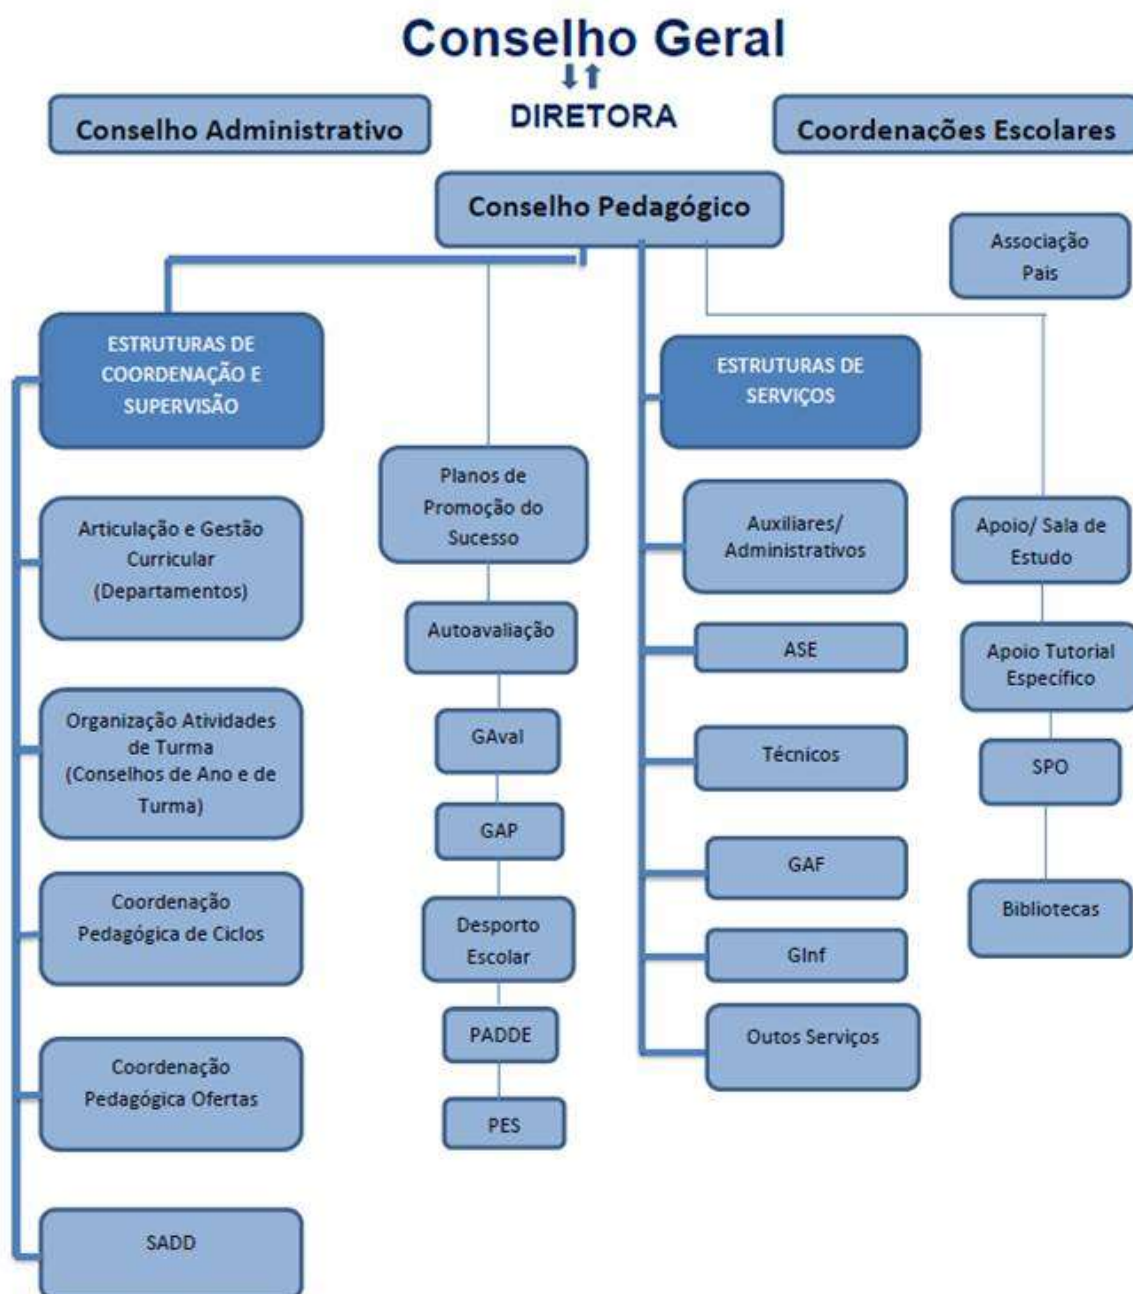 Conselho Geral
DIRETORA
Conselho Administrativo
Coordenações Escolares
Conselho Pedagógico
Associação
Pais
ESTRUTURAS DE
COORDENAÇÃO E
SUPERVISÃO
Articulação e Gestão
Curricular
(Departamentos)
Organização Atividades
de Turma
(Conselhos de Ano e de
Turma)
Coordenação
Pedagógica de Ciclos
Coordenação
Pedagógica Ofertas
SADD
Planos de
Promoção do
Sucesso
Autoavaliação
GAval
GAP
Desporto
Escolar
PADDE
PES
ESTRUTURAS DE
SERVIÇOS
Auxiliares/
Administrativos
ASE
Técnicos
GAF
GInf
Outos Serviços
Apoio/ Sala de
Estudo
Apoio Tutorial
Específico
SPO
Bibliotecas